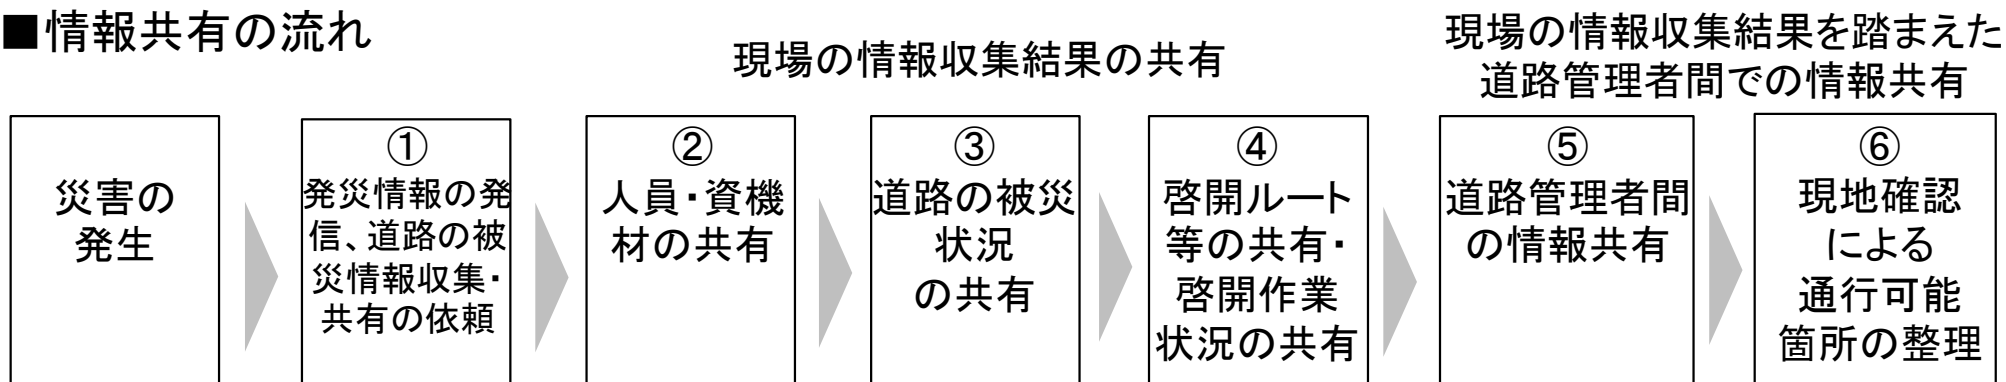 ■情報共有の流れ
現場の情報収集結果の共有
現場の情報収集結果を踏まえた
道路管理者間での情報共有
災害の
発生
①
発災情報の発
信、道路の被
災情報収集・
共有の依頼
②
人員・資機
材の共有
③
道路の被災
状況
の共有
④
啓開ルート
等の共有・
啓開作業
状況の共有
⑤
道路管理者間
の情報共有
⑥
現地確認
による
通行可能
箇所の整理